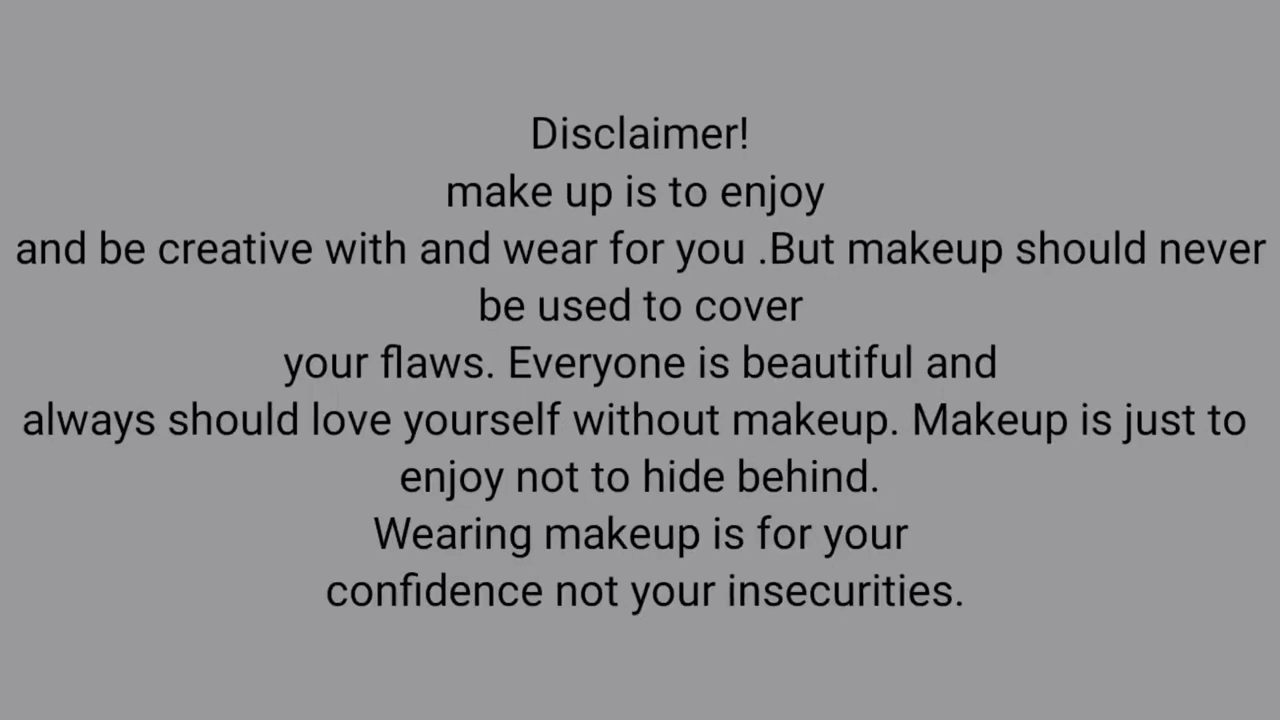 Disclaimer!
make up is to enjoy
and be creative with and wear for you .But makeup should never
be used to cover
your flaws. Everyone is beautiful and
always should love yourself without makeup. Makeup is just to
enjoy not to hide behind.
Wearing makeup is for your
confidence not your insecurities.